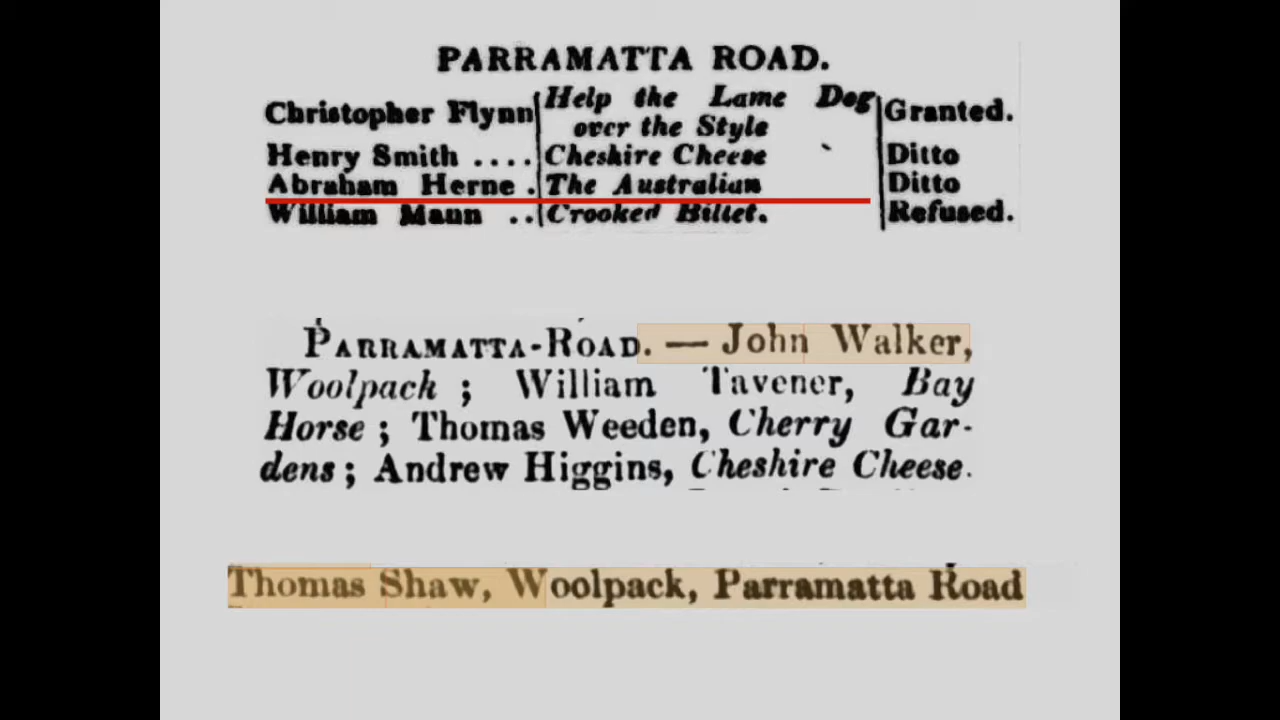 PARRAMATTA ROAD.
Christopher Flynn Help the Lame Dog over the Style Granted.
Henry Smith .... Cheshire Cheese Ditto
Abraham Herne . The Australian Ditto
William Mann .. Crooked Billet. Refused.
PARRAMATTA-ROAD. — John Walker,
Woolpack ; William Tavener, Bay
Horse ; Thomas Weeden, Cherry Gar-
dens ; Andrew Higgins, Cheshire Cheese.
Thomas Shaw, Woolpack, Parramatta Road